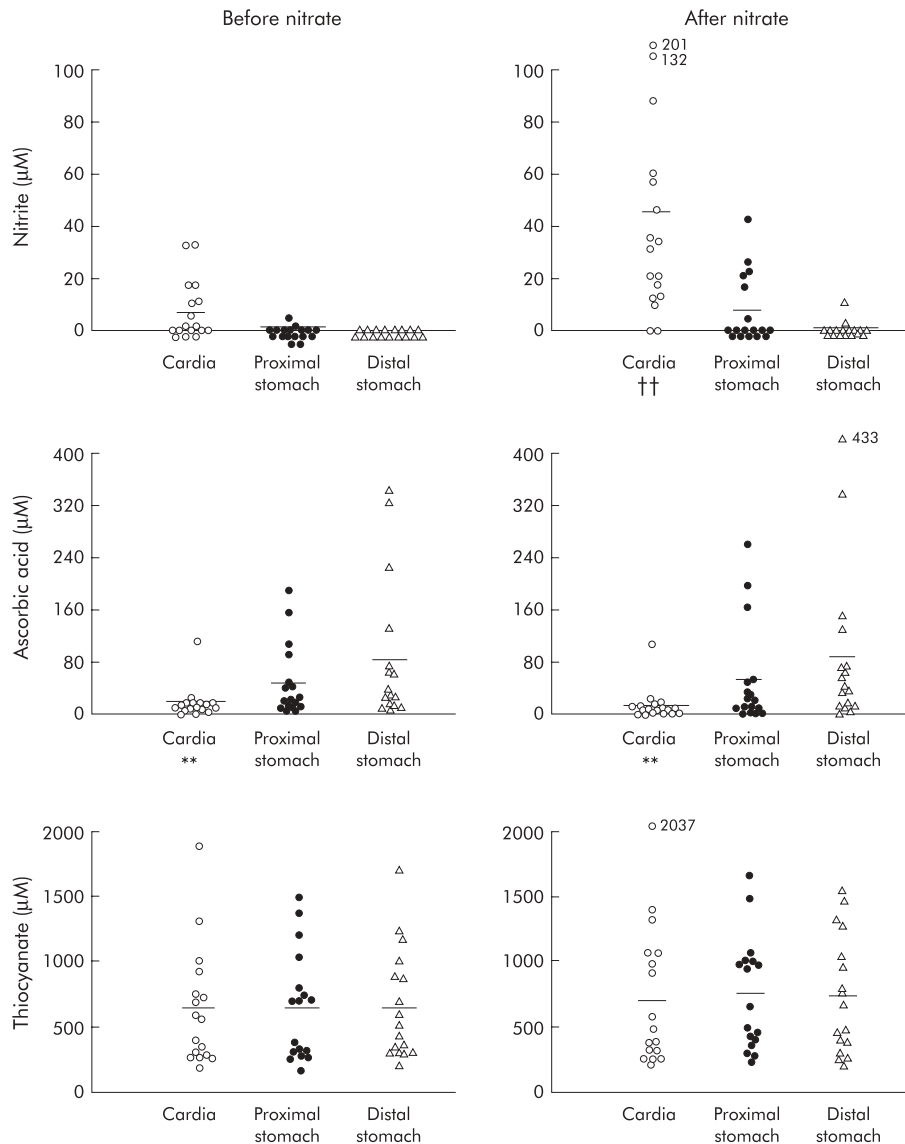 Before nitrate
After nitrate
Nitrite (µM)
100
80
60
40
20
0
Cardia
Proximal stomach
Distal stomach
201
132
100
80
60
40
20
0
Cardia
††
Proximal stomach
Distal stomach
Ascorbic acid (µM)
400
320
240
160
80
0
Cardia
**
Proximal stomach
Distal stomach
433
400
320
240
160
80
0
Cardia
**
Proximal stomach
Distal stomach
Thiocyanate (µM)
2000
1500
1000
500
0
Cardia
Proximal stomach
Distal stomach
2037
2000
1500
1000
500
0
Cardia
Proximal stomach
Distal stomach